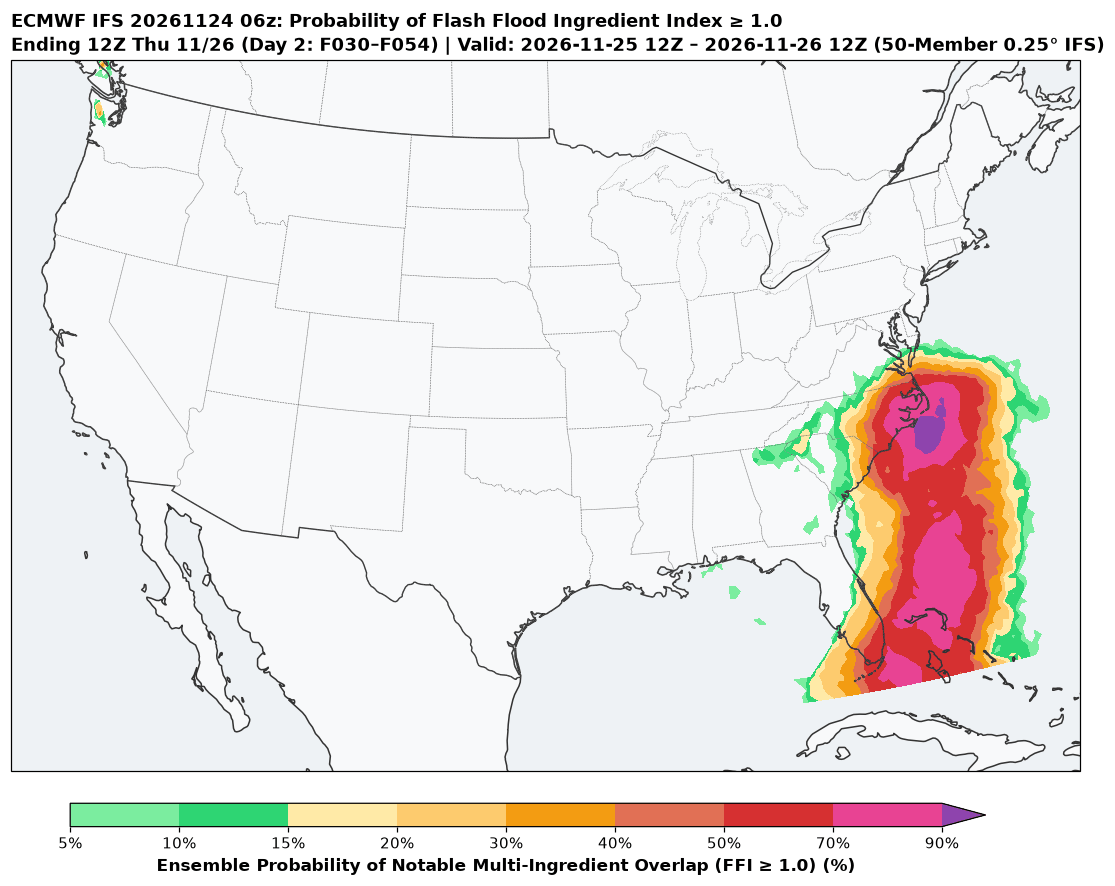 ECMWF IFS 20261124 06z: Probability of Flash Flood Ingredient Index ≥ 1.0
Ending 12Z Thu 11/26 (Day 2: F030–F054) | Valid: 2026-11-25 12Z – 2026-11-26 12Z (50-Member 0.25° IFS)
5% 10% 15% 20% 30% 40% 50% 70% 90%
Ensemble Probability of Notable Multi-Ingredient Overlap (FFI ≥ 1.0) (%)